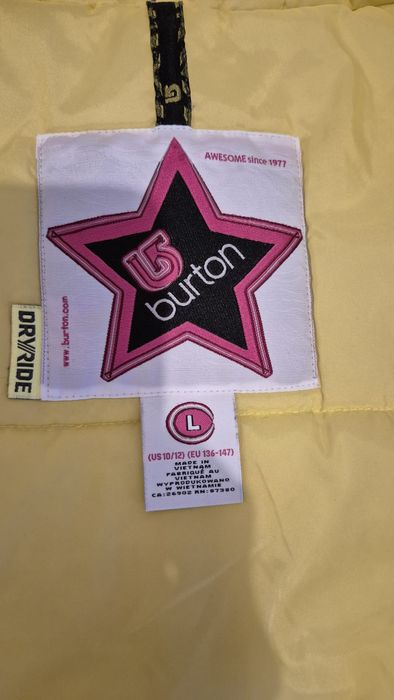 AWESOME since 1977
burton
www.burton.com
DRYRIDE
L
(US 10/12) (EU 136-147)
MADE IN
VIETNAM
FABRIQUÉ AU
VIETNAM
WYPRODUKOWANO
W WIETNAMIE
CA:26902 RN:97380